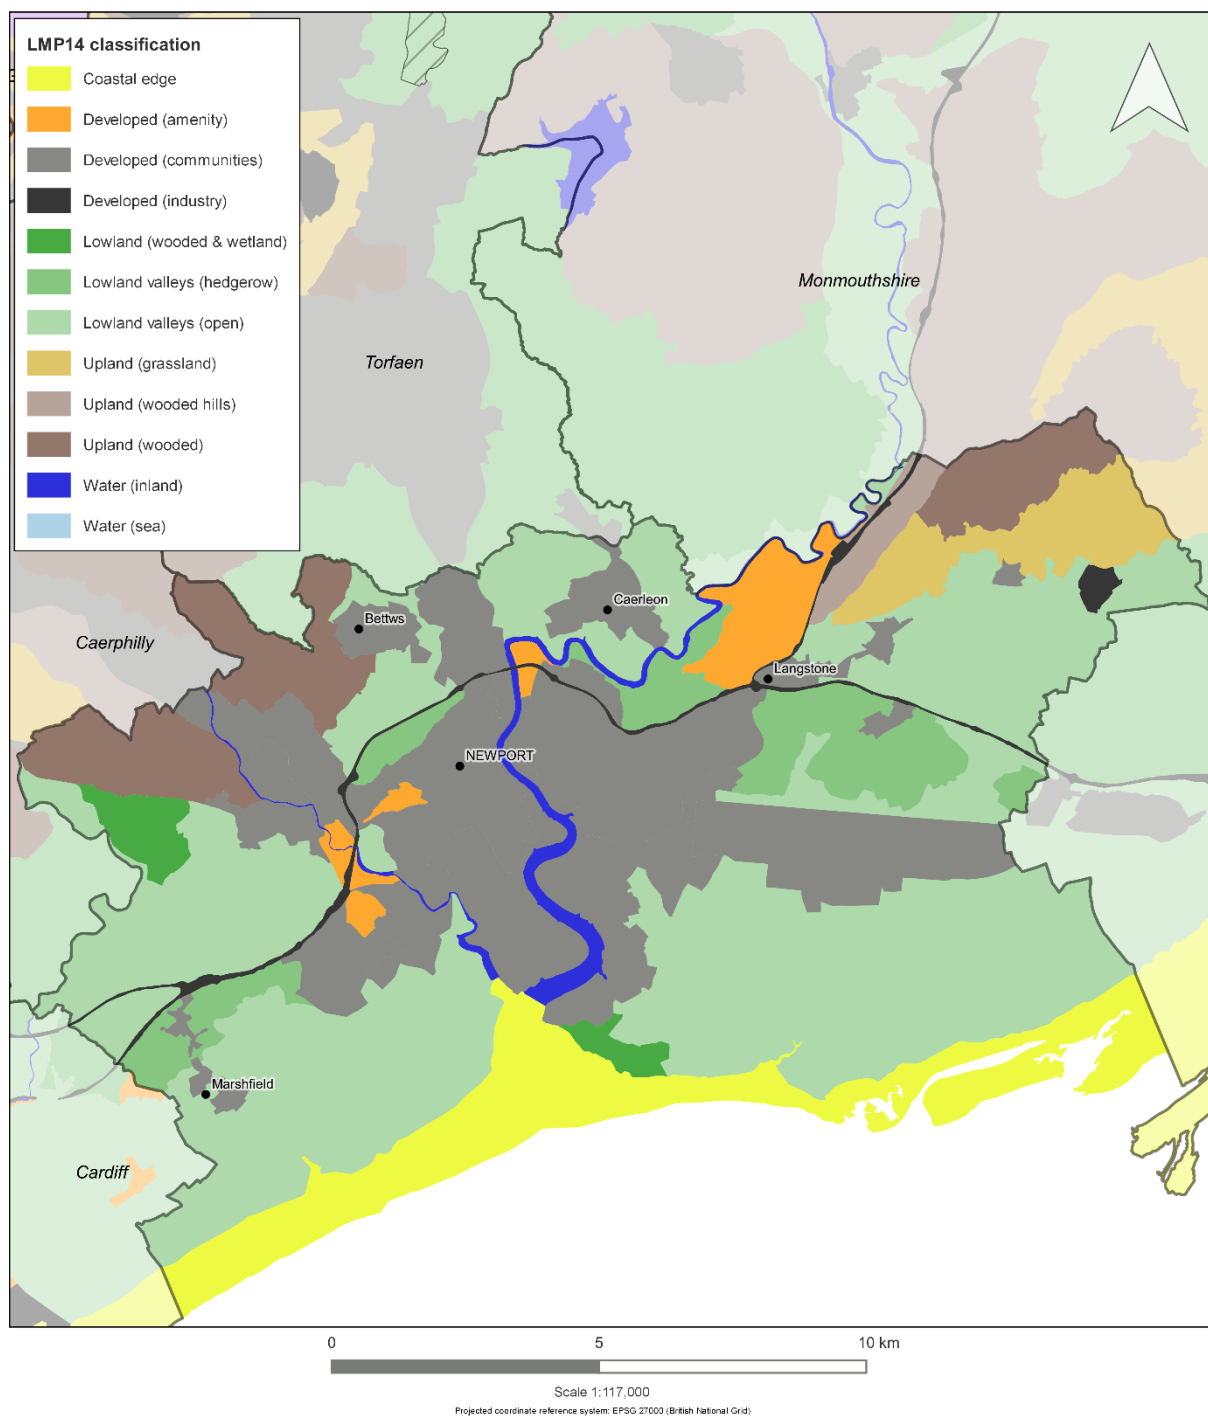 LMP14 classification
Coastal edge
Developed (amenity)
Developed (communities)
Developed (industry)
Lowland (wooded & wetland)
Lowland valleys (hedgerow)
Lowland valleys (open)
Upland (grassland)
Upland (wooded hills)
Upland (wooded)
Water (inland)
Water (sea)
Monmouthshire
Torfaen
Caerleon
Bettws
Caerphilly
Langstone
NEWPORT
Marshfield
Cardiff
0 5 10 km
Scale 1:117,000
Projected coordinate reference system: EPSG 27000 (British National Grid)